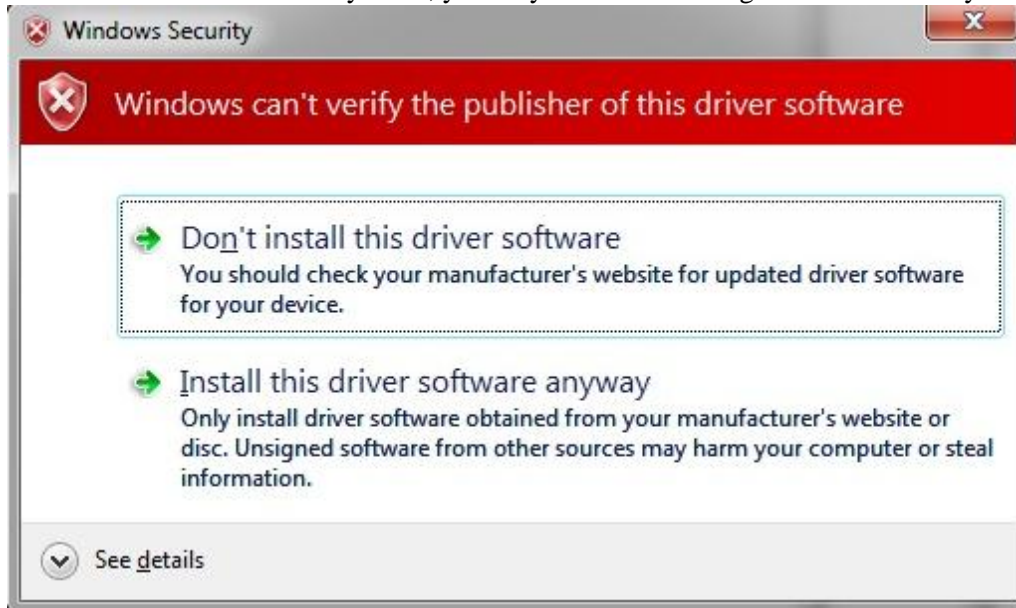 Windows Security
Windows can't verify the publisher of this driver software
Don't install this driver software
You should check your manufacturer's website for updated driver software
for your device.
Install this driver software anyway
Only install driver software obtained from your manufacturer's website or
disc. Unsigned software from other sources may harm your computer or steal
information.
See details